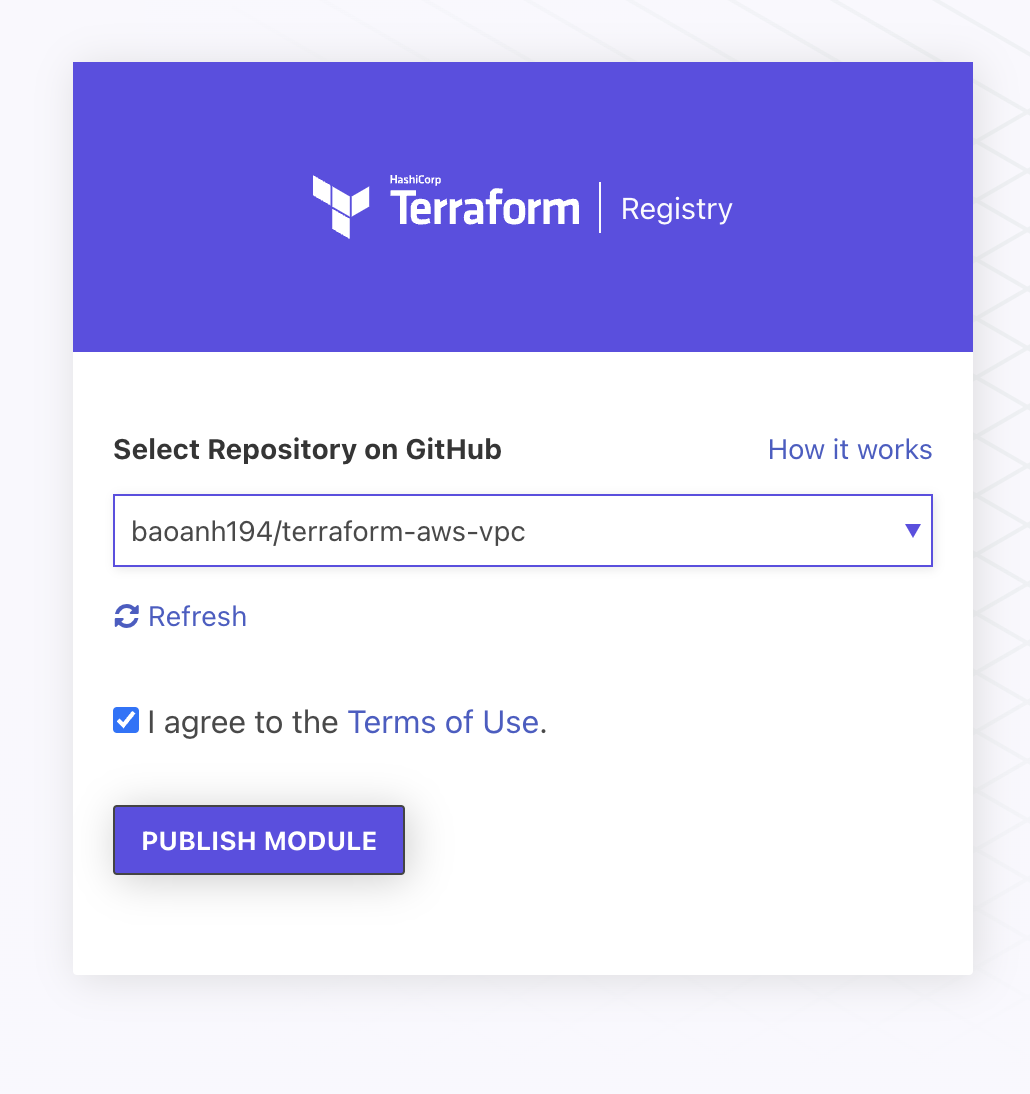 HashiCorp
Terraform | Registry
Select Repository on GitHub How it works
baoanh194/terraform-aws-vpc
Refresh
I agree to the Terms of Use.
PUBLISH MODULE